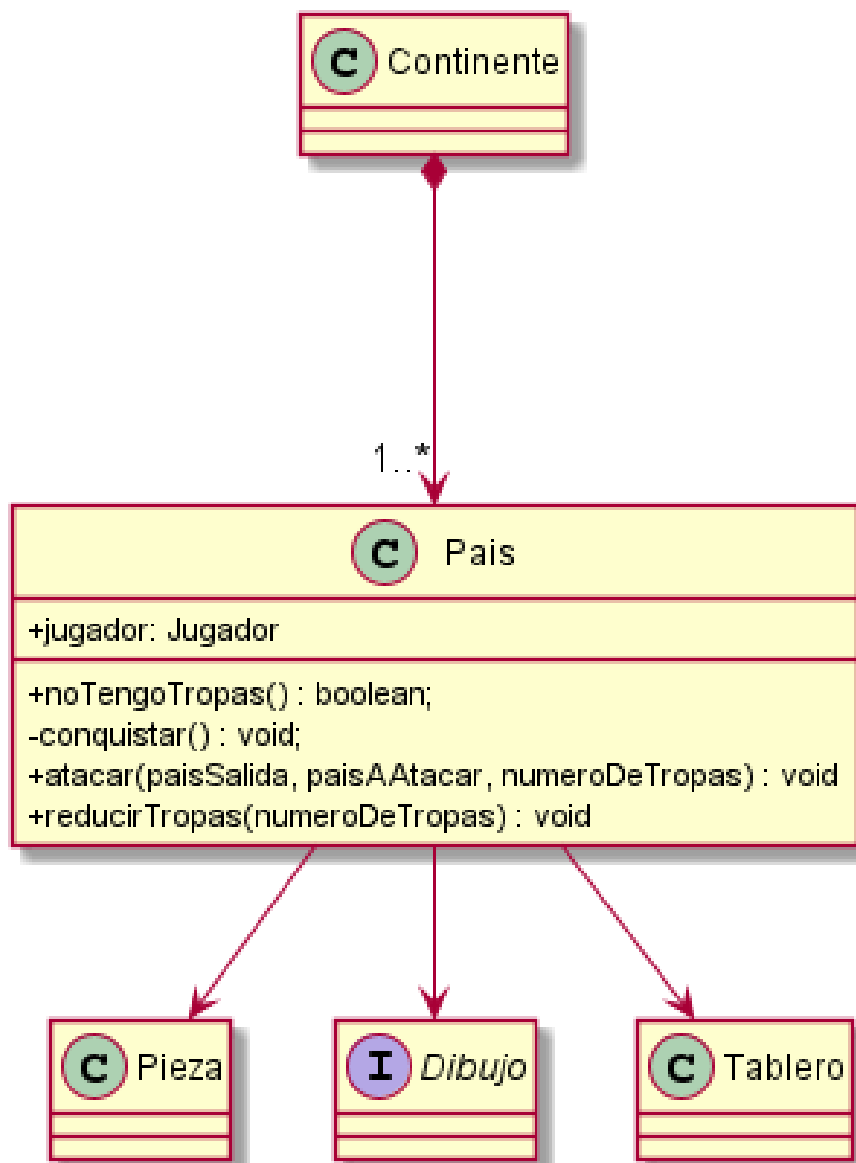 C Continente
1..*
C Pais
+jugador: Jugador
+noTengoTropas() : boolean;
-conquistar() : void;
+atacar(paisSalida, paisAAtacar, numeroDeTropas) : void
+reducirTropas(numeroDeTropas) : void
C Pieza
I Dibujo
C Tablero